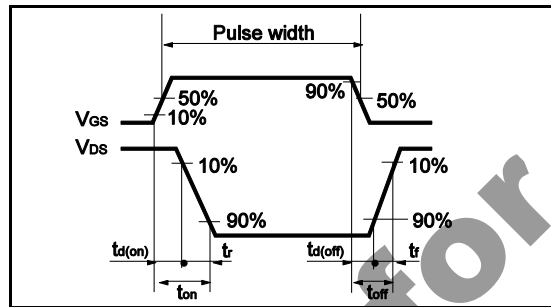 Pulse width
90%
50%
50%
10%
VGS
VDS
10%
10%
90%
90%
td(on)
tr
td(off)
tf
ton
toff
for